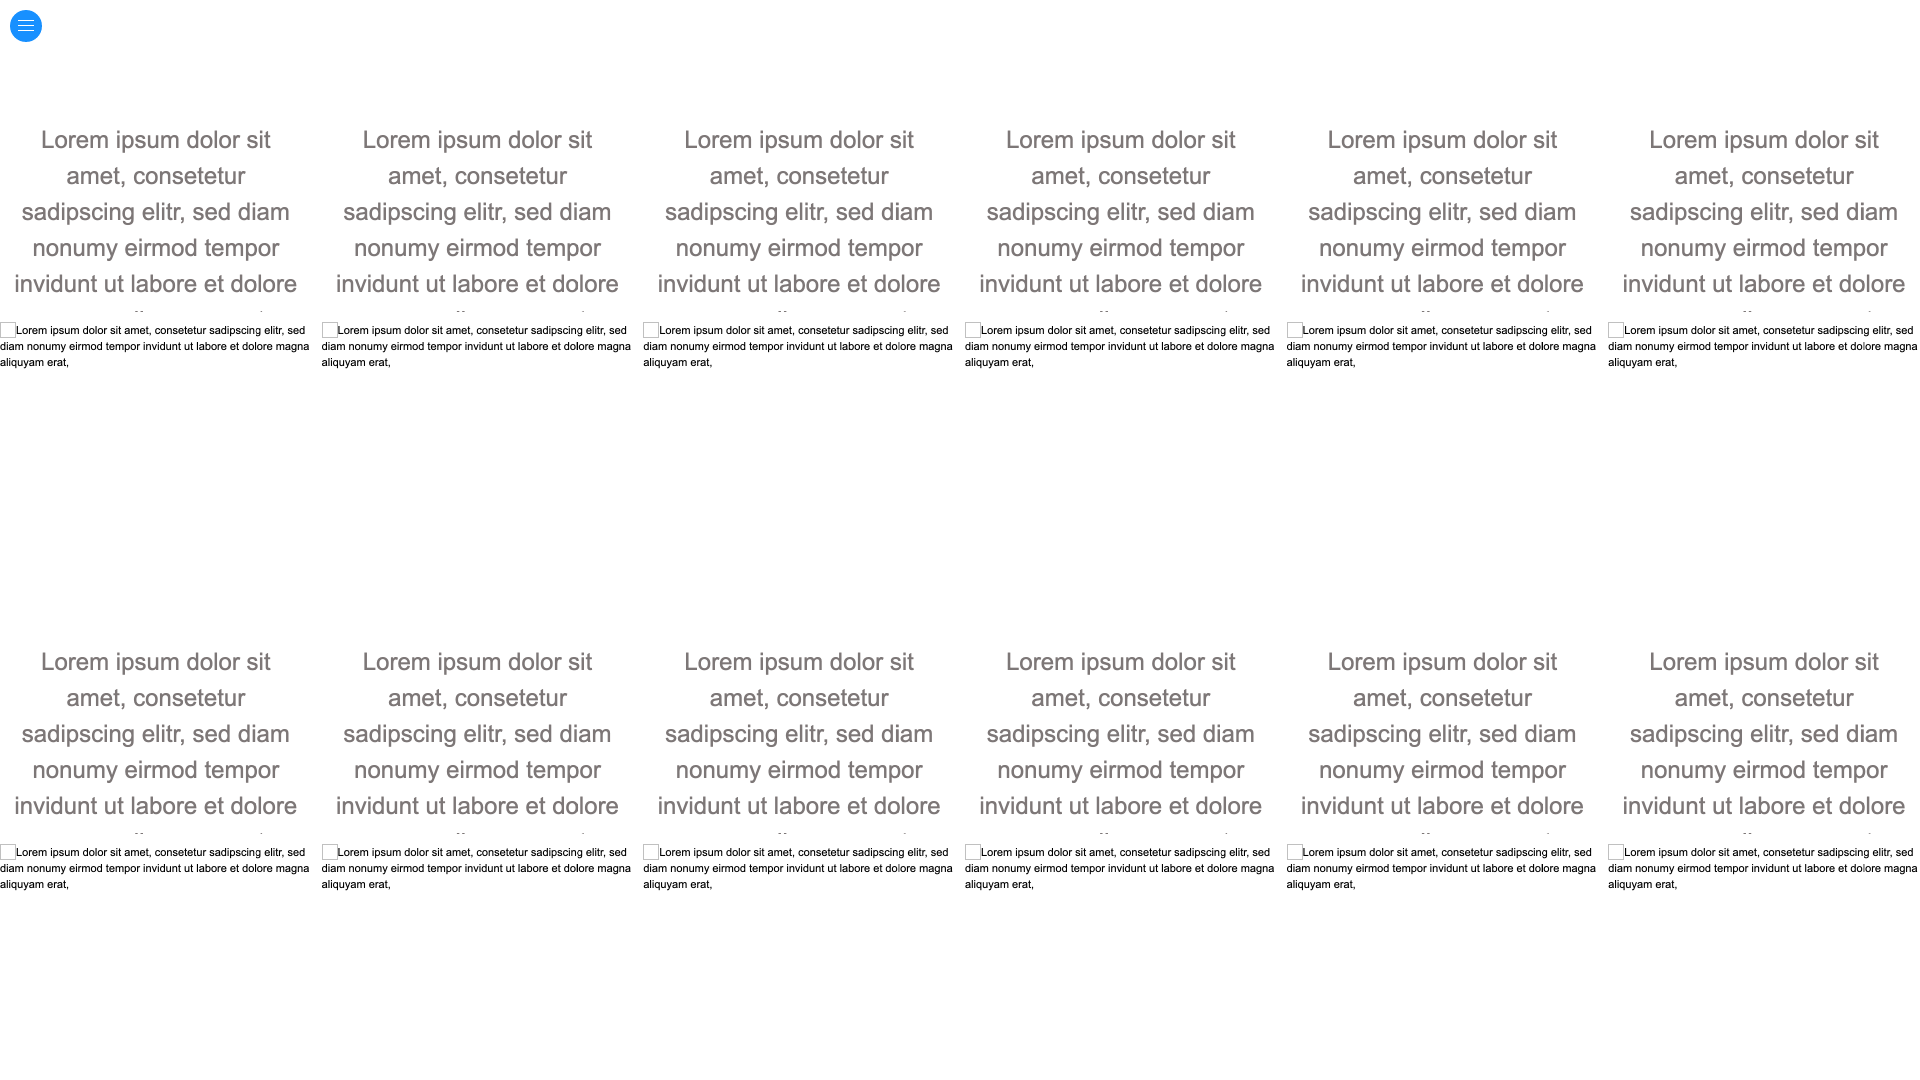 Lorem ipsum dolor sit
amet, consetetur
sadipscing elitr, sed diam
nonumy eirmod tempor
invidunt ut labore et dolore
Lorem ipsum dolor sit
amet, consetetur
sadipscing elitr, sed diam
nonumy eirmod tempor
invidunt ut labore et dolore
Lorem ipsum dolor sit
amet, consetetur
sadipscing elitr, sed diam
nonumy eirmod tempor
invidunt ut labore et dolore
Lorem ipsum dolor sit
amet, consetetur
sadipscing elitr, sed diam
nonumy eirmod tempor
invidunt ut labore et dolore
Lorem ipsum dolor sit
amet, consetetur
sadipscing elitr, sed diam
nonumy eirmod tempor
invidunt ut labore et dolore
Lorem ipsum dolor sit
amet, consetetur
sadipscing elitr, sed diam
nonumy eirmod tempor
invidunt ut labore et dolore
Lorem ipsum dolor sit amet, consetetur sadipscing elitr, sed
diam nonumy eirmod tempor invidunt ut labore et dolore magna
aliquyam erat,
Lorem ipsum dolor sit amet, consetetur sadipscing elitr, sed
diam nonumy eirmod tempor invidunt ut labore et dolore magna
aliquyam erat,
Lorem ipsum dolor sit amet, consetetur sadipscing elitr, sed
diam nonumy eirmod tempor invidunt ut labore et dolore magna
aliquyam erat,
Lorem ipsum dolor sit amet, consetetur sadipscing elitr, sed
diam nonumy eirmod tempor invidunt ut labore et dolore magna
aliquyam erat,
Lorem ipsum dolor sit amet, consetetur sadipscing elitr, sed
diam nonumy eirmod tempor invidunt ut labore et dolore magna
aliquyam erat,
Lorem ipsum dolor sit amet, consetetur sadipscing elitr, sed
diam nonumy eirmod tempor invidunt ut labore et dolore magna
aliquyam erat,
Lorem ipsum dolor sit
amet, consetetur
sadipscing elitr, sed diam
nonumy eirmod tempor
invidunt ut labore et dolore
Lorem ipsum dolor sit
amet, consetetur
sadipscing elitr, sed diam
nonumy eirmod tempor
invidunt ut labore et dolore
Lorem ipsum dolor sit
amet, consetetur
sadipscing elitr, sed diam
nonumy eirmod tempor
invidunt ut labore et dolore
Lorem ipsum dolor sit
amet, consetetur
sadipscing elitr, sed diam
nonumy eirmod tempor
invidunt ut labore et dolore
Lorem ipsum dolor sit
amet, consetetur
sadipscing elitr, sed diam
nonumy eirmod tempor
invidunt ut labore et dolore
Lorem ipsum dolor sit
amet, consetetur
sadipscing elitr, sed diam
nonumy eirmod tempor
invidunt ut labore et dolore
Lorem ipsum dolor sit amet, consetetur sadipscing elitr, sed
diam nonumy eirmod tempor invidunt ut labore et dolore magna
aliquyam erat,
Lorem ipsum dolor sit amet, consetetur sadipscing elitr, sed
diam nonumy eirmod tempor invidunt ut labore et dolore magna
aliquyam erat,
Lorem ipsum dolor sit amet, consetetur sadipscing elitr, sed
diam nonumy eirmod tempor invidunt ut labore et dolore magna
aliquyam erat,
Lorem ipsum dolor sit amet, consetetur sadipscing elitr, sed
diam nonumy eirmod tempor invidunt ut labore et dolore magna
aliquyam erat,
Lorem ipsum dolor sit amet, consetetur sadipscing elitr, sed
diam nonumy eirmod tempor invidunt ut labore et dolore magna
aliquyam erat,
Lorem ipsum dolor sit amet, consetetur sadipscing elitr, sed
diam nonumy eirmod tempor invidunt ut labore et dolore magna
aliquyam erat,